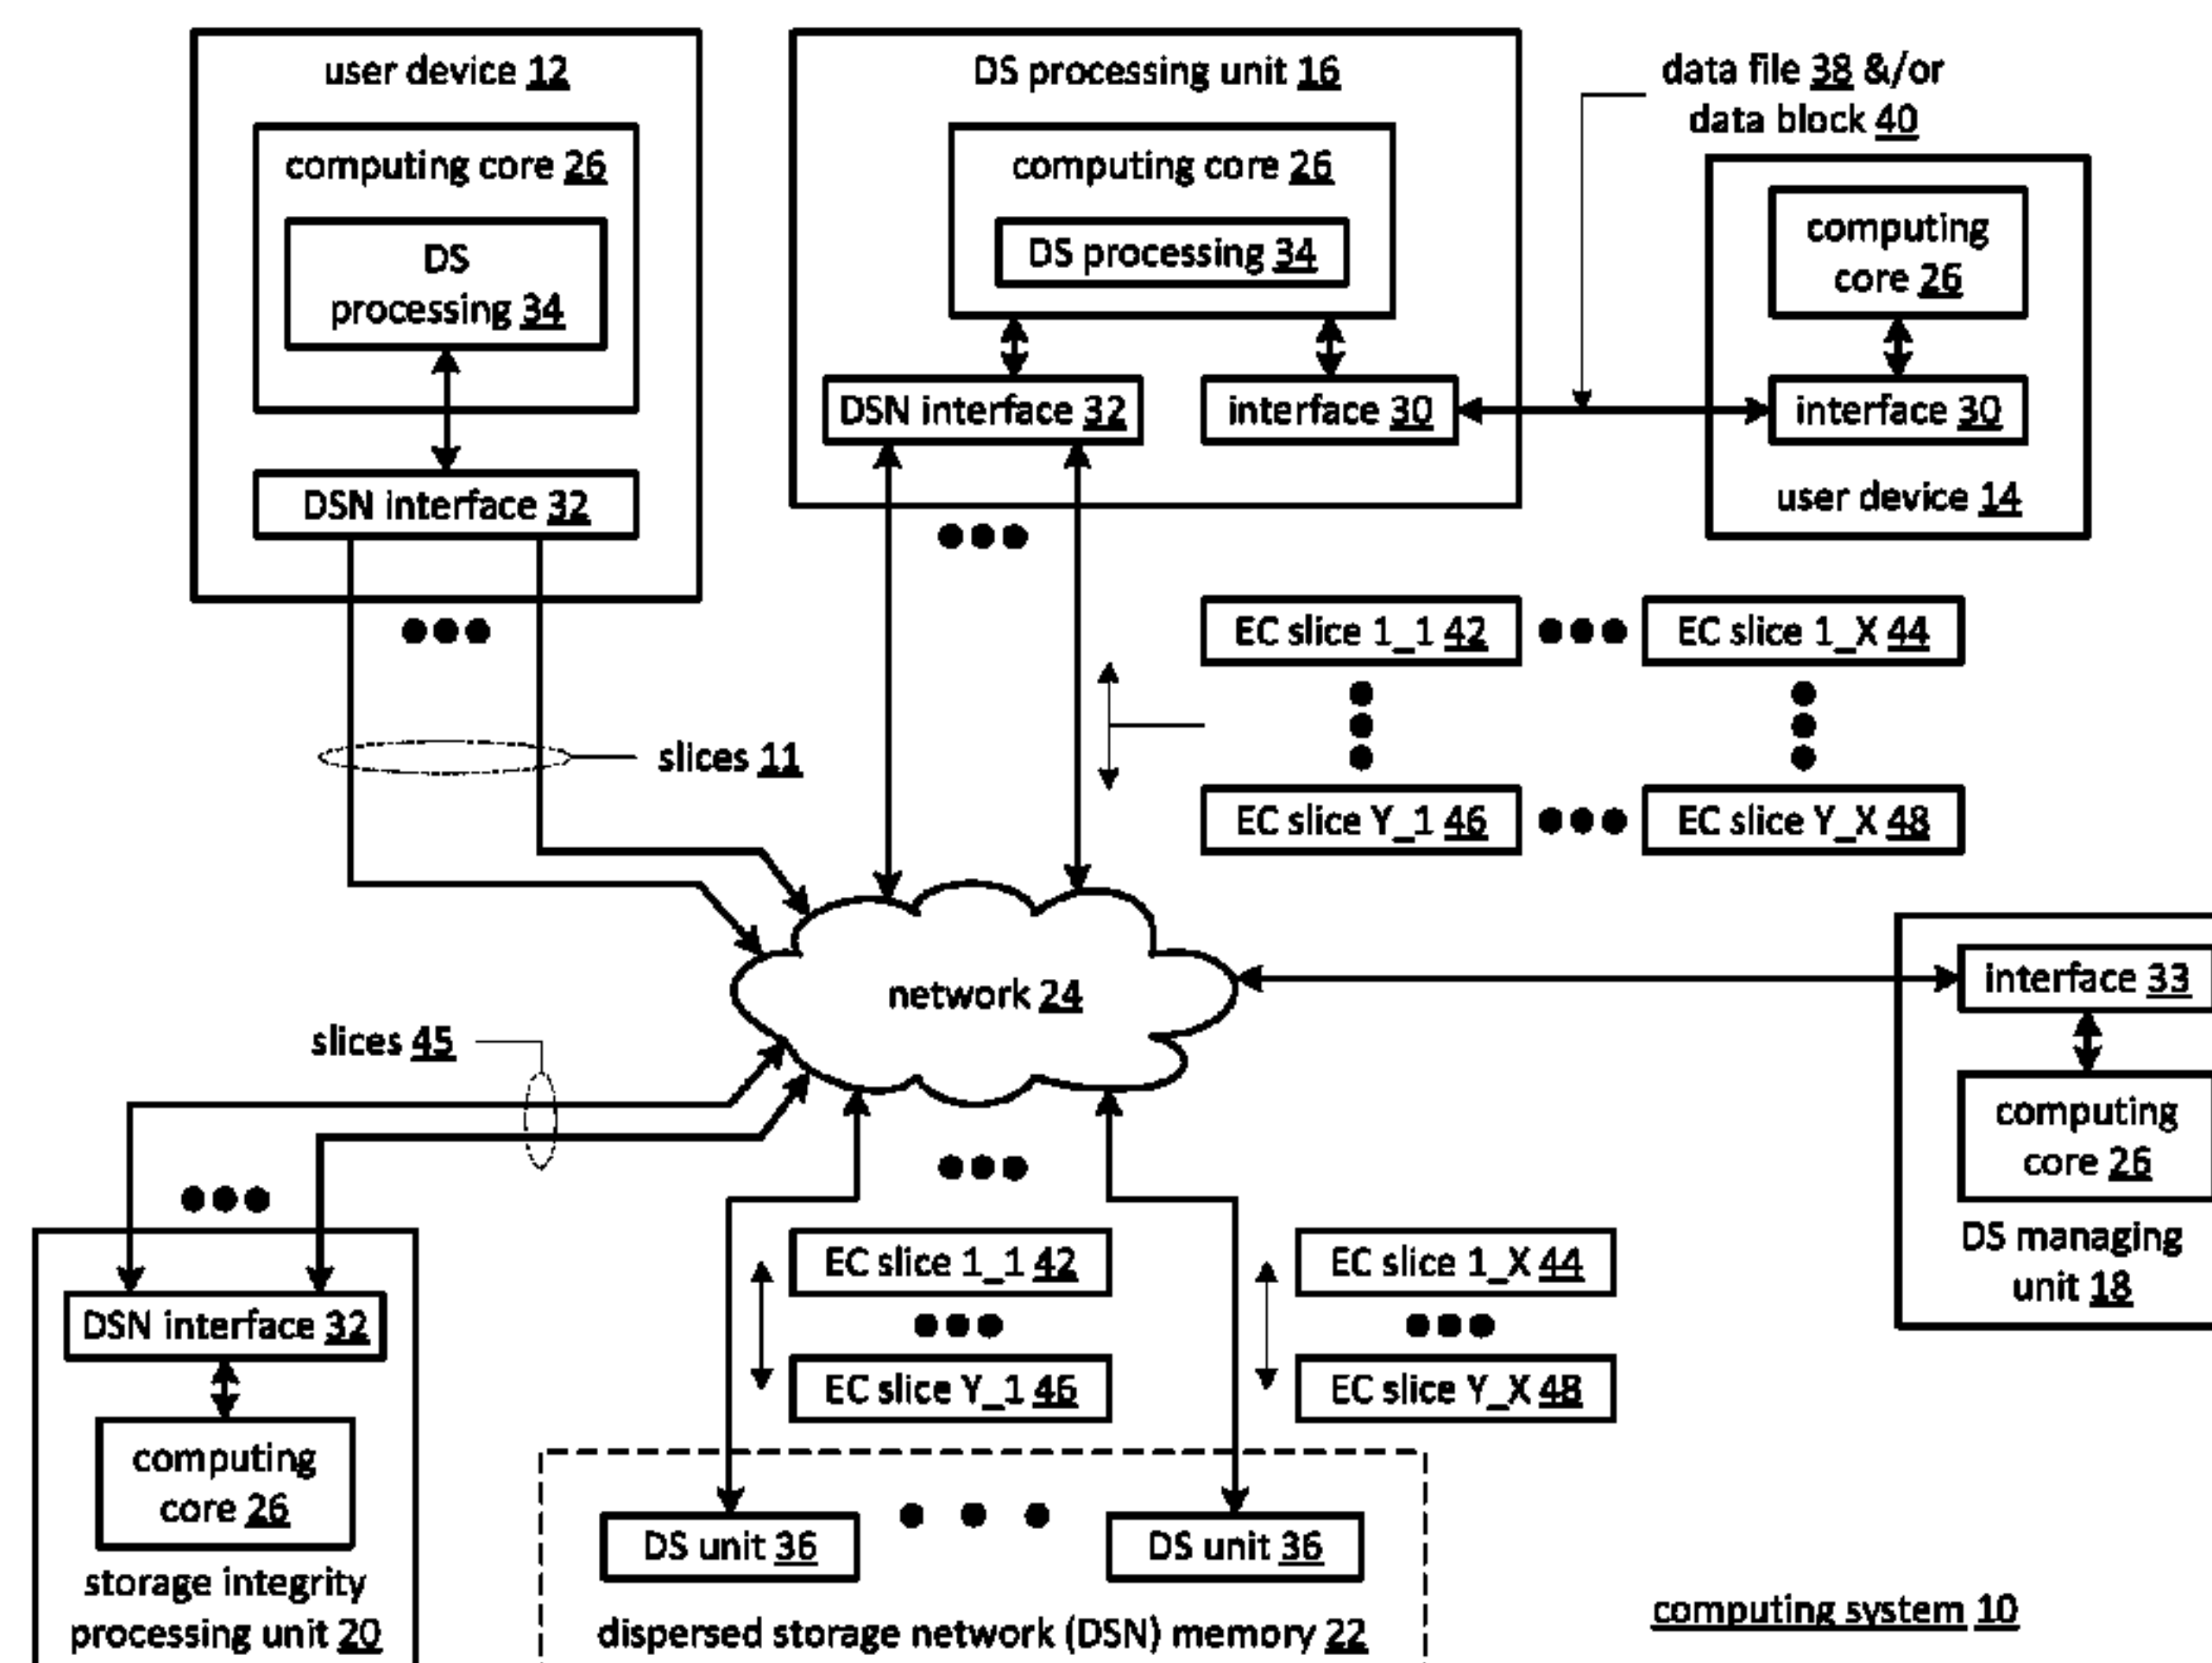 user device 12
computing core 26
DS
processing 34
DSN interface 32
slices 11
DS processing unit 16
computing core 26
DS processing 34
DSN interface 32
interface 30
data file 38 &/or
data block 40
computing
core 26
interface 30
user device 14
EC slice 1_1 42
EC slice 1_X 44
EC slice Y_1 46
EC slice Y_X 48
network 24
interface 33
computing
core 26
DS managing
unit 18
slices 45
DSN interface 32
computing
core 26
storage integrity
processing unit 20
EC slice 1_1 42
EC slice Y_1 46
EC slice 1_X 44
EC slice Y_X 48
DS unit 36
DS unit 36
dispersed storage network (DSN) memory 22
computing system 10